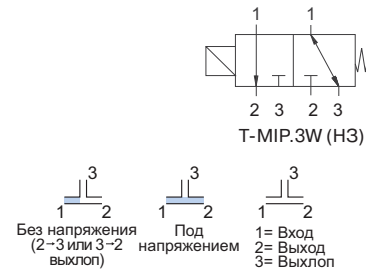 1 1
2 3 2 3
T-MIP.3W (НЗ)
3 3 3
1 2 1 2 1 2
Без напряжения
(2→3 или 3→2
выхлоп)
Под
напряжением
1= Вход
2= Выход
3= Выхлоп